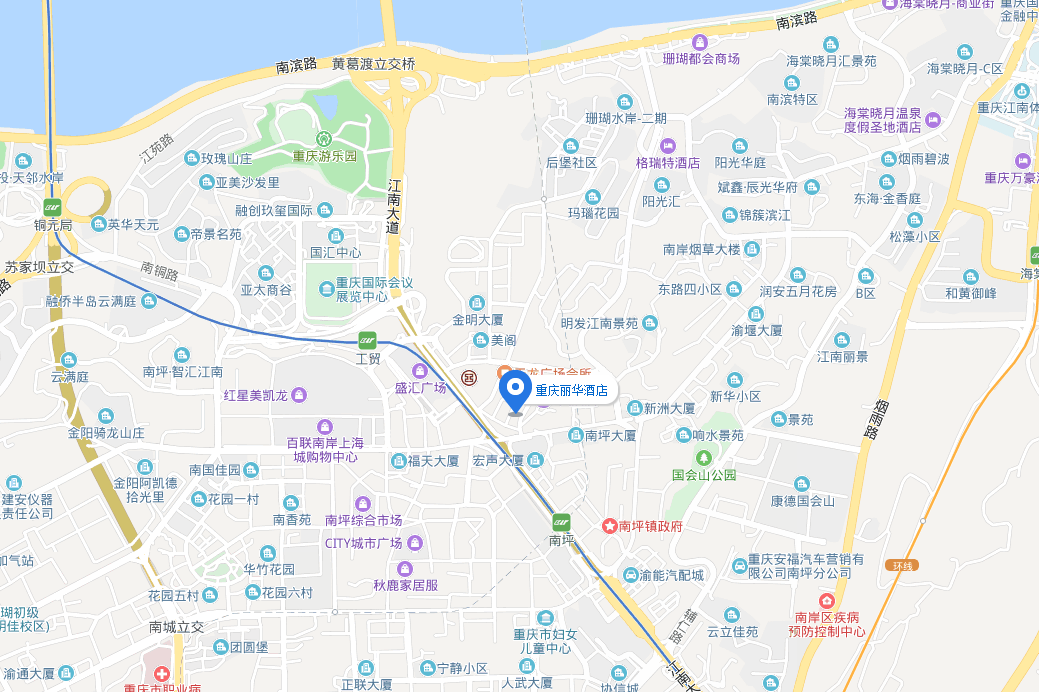 海棠晓月-商业街
重庆国
金融中
南滨路
珊瑚都会商场
海棠晓月汇景苑
海棠晓月-C区
南滨路
黄葛渡立交桥
南滨特区
重庆江南体
珊瑚水岸-二期
海棠晓月温泉
度假圣地酒店
江苑路
玫瑰山庄
重庆游乐园
后堡社区
格瑞特酒店
阳光华庭
烟雨碧波
重庆万豪
投·天邻水岸
亚美沙发里
江南大道
玛瑙花园
阳光汇
斌鑫·辰光华府
东海·金香庭
铜元局
英华天元
融创玖玺国际
锦簇滨江
帝景名苑
松藻小区
国汇中心
南岸烟草大楼
苏家坝立交
南铜路
亚太商谷
重庆国际会议
展览中心
东路四小区
润安五月花房
B区
和黄御峰
海棠
融侨半岛云满庭
金明大厦
明发江南景苑
渝堰大厦
美阁
江南丽景
工贸
南坪·智汇江南
云满庭
盛汇广场
重庆丽华酒店
新华小区
红星美凯龙
新洲大厦
景苑
烟雨路
金阳骑龙山庄
百联南岸上海
城购物中心
南坪大厦
响水景苑
福天大厦
宏声大厦
国会山公园
南国佳园
金阳阿凯德
拾光里
建安仪器
责任公司
花园一村
南香苑
南坪综合市场
康德国会山
CITY城市广场
南坪
南坪镇政府
加气站
华竹花园
秋鹿家居服
渝能汽配城
重庆安福汽车营销有
限公司南坪分公司
环线
花园五村
花园六村
瑚初级
明佳校区)
南城立交
辅仁路
南岸区疾病
预防控制中心
云立佳苑
重庆市妇女
儿童中心
团圆堡
渝通大厦
宁静小区
江南大
正联大厦
人武大厦
协信城
重庆市职业病